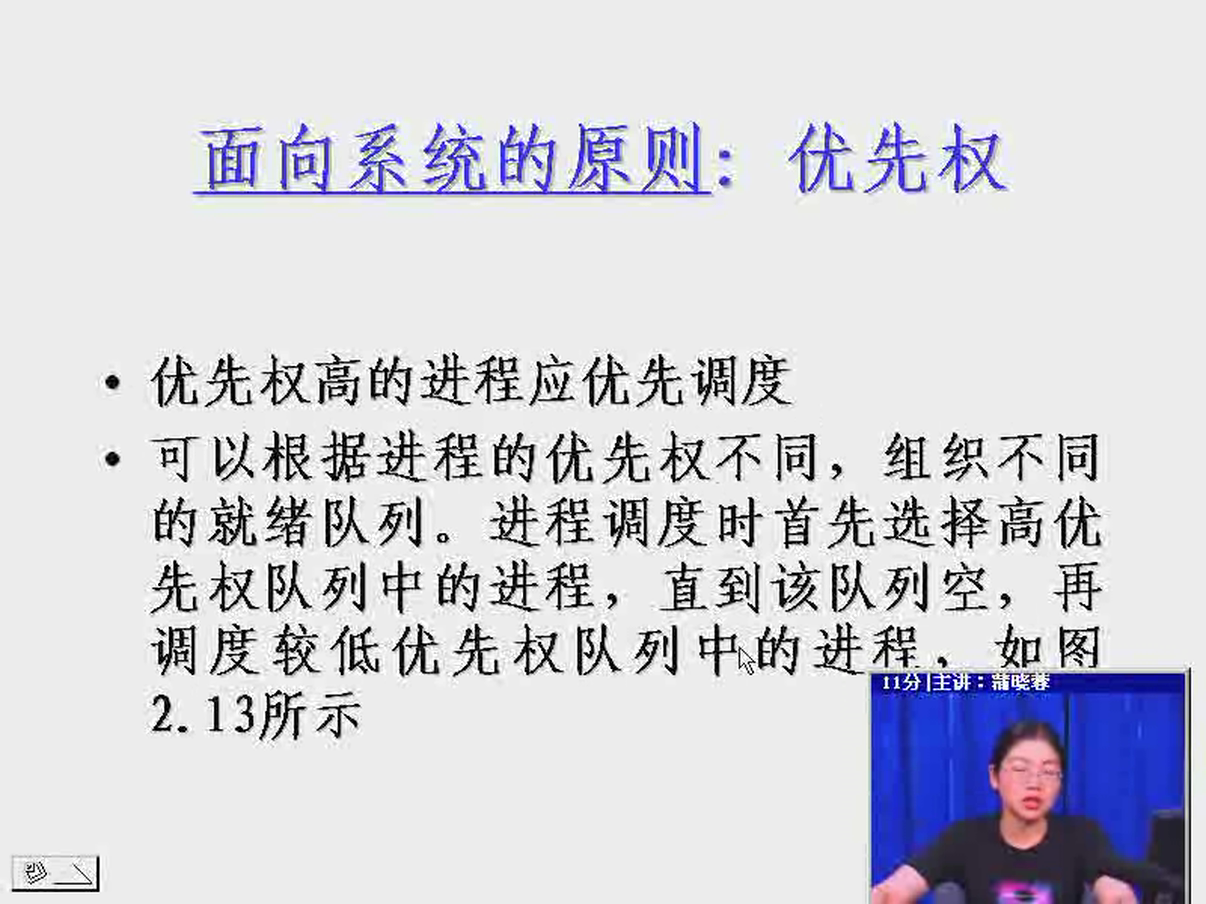 面向系统的原则：优先权
• 优先权高的进程应优先调度
• 可以根据进程的优先权不同，组织不同
的就绪队列。进程调度时首先选择高优
先权队列中的进程，直到该队列空，再
调度较低优先权队列中的进程，如图
2.13所示
11分|主讲：蒲晓蓉